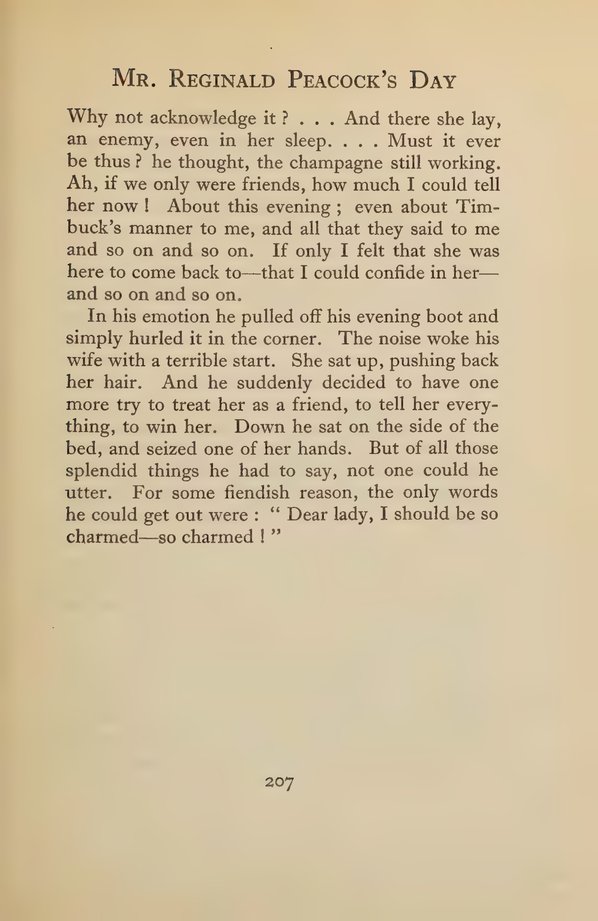 Mr. Reginald Peacock's Day
Why not acknowledge it ? . . . And there she lay,
an enemy, even in her sleep. . . . Must it ever
be thus ? he thought, the champagne still working.
Ah, if we only were friends, how much I could tell
her now ! About this evening ; even about Tim-
buck's manner to me, and all that they said to me
and so on and so on. If only I felt that she was
here to come back to—that I could confide in her—
and so on and so on.
In his emotion he pulled off his evening boot and
simply hurled it in the corner. The noise woke his
wife with a terrible start. She sat up, pushing back
her hair. And he suddenly decided to have one
more try to treat her as a friend, to tell her every-
thing, to win her. Down he sat on the side of the
bed, and seized one of her hands. But of all those
splendid things he had to say, not one could he
utter. For some fiendish reason, the only words
he could get out were : “ Dear lady, I should be so
charmed—so charmed ! ”
207